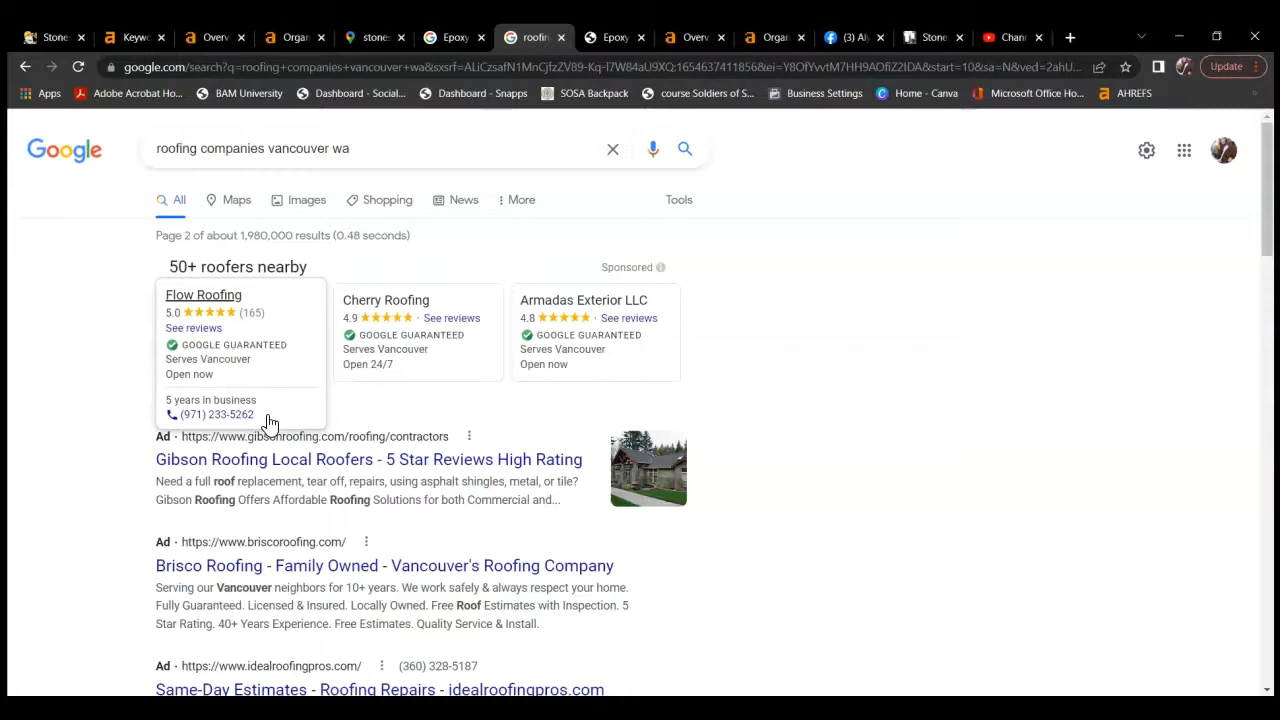 Stone:
Keywo
Overv
Organ
stones
Epoxy
roofin
Epoxy
Overv
Organ
(3) Aly
Stone
Chann
google.com/search?q=roofing+companies+vancouver+wa&sxsrf=ALiCzsafN1MnCjfzZV89-Kq-I7W84aU9XQ:1654637411856&ei=Y8OfYvvtM7HH9AOfiZ2IDA&start=10&sa=N&ved=2ahU...
Update
Apps
Adobe Acrobat Ho...
BAM University
Dashboard - Social...
Dashboard - Snapps
SOSA Backpack
course Soldiers of S...
Business Settings
Home - Canva
Microsoft Office Ho...
AHREFS
Google
roofing companies vancouver wa
All
Maps
Images
Shopping
News
More
Tools
Page 2 of about 1,980,000 results (0.48 seconds)
50+ roofers nearby
Sponsored
Flow Roofing
5.0 (165)
See reviews
GOOGLE GUARANTEED
Serves Vancouver
Open now
5 years in business
(971) 233-5262
Cherry Roofing
4.9 · See reviews
GOOGLE GUARANTEED
Serves Vancouver
Open 24/7
Armadas Exterior LLC
4.8 · See reviews
GOOGLE GUARANTEED
Serves Vancouver
Open now
Ad · https://www.gibsonroofing.com/roofing/contractors
Gibson Roofing Local Roofers - 5 Star Reviews High Rating
Need a full roof replacement, tear off, repairs, using asphalt shingles, metal, or tile?
Gibson Roofing Offers Affordable Roofing Solutions for both Commercial and...
Ad · https://www.briscoroofing.com/
Brisco Roofing - Family Owned - Vancouver's Roofing Company
Serving our Vancouver neighbors for 10+ years. We work safely & always respect your home.
Fully Guaranteed. Licensed & Insured. Locally Owned. Free Roof Estimates with Inspection. 5
Star Rating. 40+ Years Experience. Free Estimates. Quality Service & Install.
Ad · https://www.idealroofingpros.com/ (360) 328-5187
Same-Day Estimates - Roofing Repairs - idealroofingpros.com